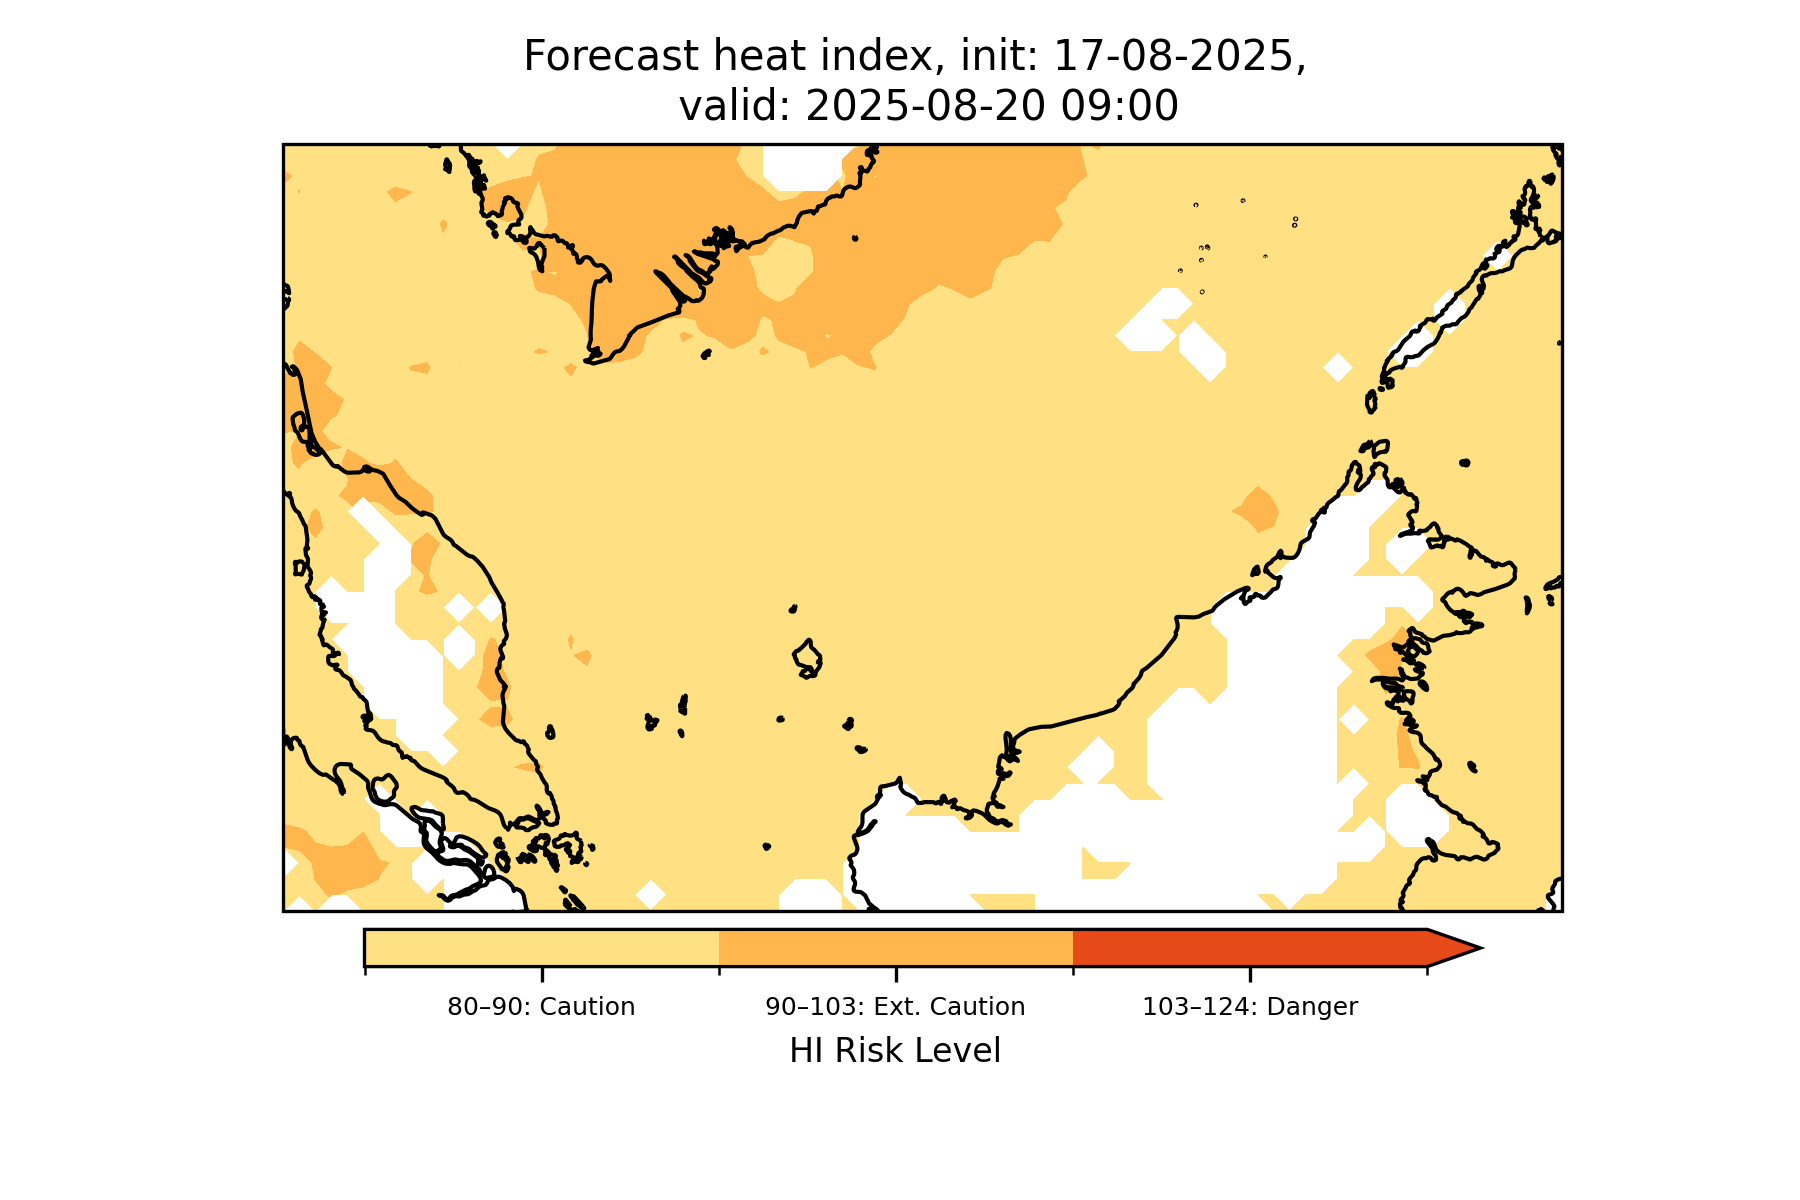 Forecast heat index, init: 17-08-2025,
valid: 2025-08-20 09:00
80–90: Caution
90–103: Ext. Caution
103–124: Danger
HI Risk Level